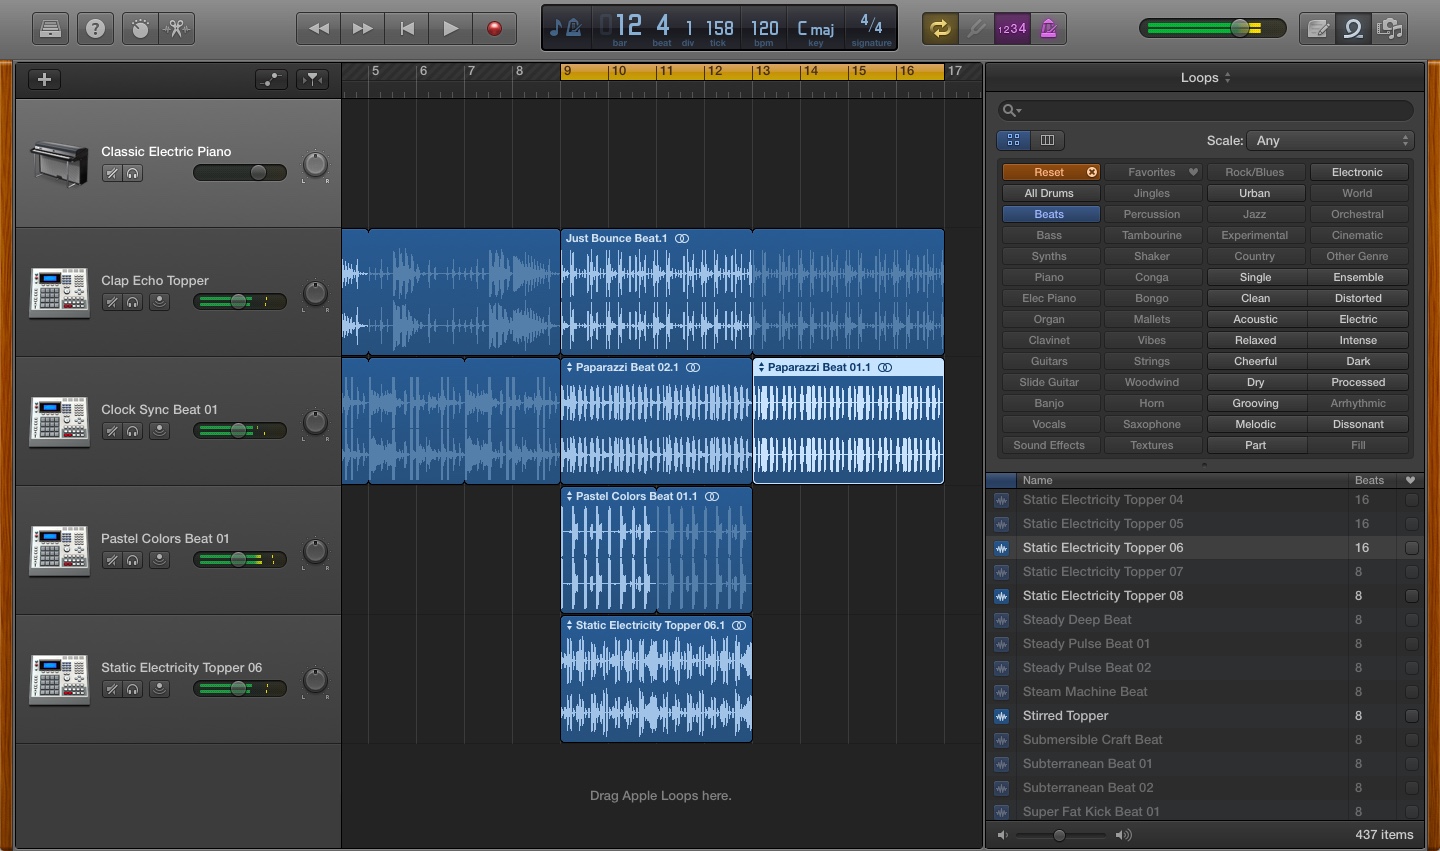 ?
12 4 1 158 120 C maj 4/4
bar beat div tick bpm key signature
1234
5 6 7 8 9 10 11 12 13 14 15 16 17
Classic Electric Piano
L R
Clap Echo Topper
L R
Clock Sync Beat 01
L R
Pastel Colors Beat 01
L R
Static Electricity Topper 06
L R
Just Bounce Beat.1
Paparazzi Beat 02.1
Paparazzi Beat 01.1
Pastel Colors Beat 01.1
Static Electricity Topper 06.1
Drag Apple Loops here.
Loops
Scale: Any
Reset Favorites Rock/Blues Electronic
All Drums Jingles Urban World
Beats Percussion Jazz Orchestral
Bass Tambourine Experimental Cinematic
Synths Shaker Country Other Genre
Piano Conga Single Ensemble
Elec Piano Bongo Clean Distorted
Organ Mallets Acoustic Electric
Clavinet Vibes Relaxed Intense
Guitars Strings Cheerful Dark
Slide Guitar Woodwind Dry Processed
Banjo Horn Grooving Arrhythmic
Vocals Saxophone Melodic Dissonant
Sound Effects Textures Part Fill
Name Beats
Static Electricity Topper 04 16
Static Electricity Topper 05 16
Static Electricity Topper 06 16
Static Electricity Topper 07 8
Static Electricity Topper 08 8
Steady Deep Beat 8
Steady Pulse Beat 01 8
Steady Pulse Beat 02 8
Steam Machine Beat 8
Stirred Topper 8
Submersible Craft Beat 8
Subterranean Beat 01 8
Subterranean Beat 02 8
Super Fat Kick Beat 01 8
437 items